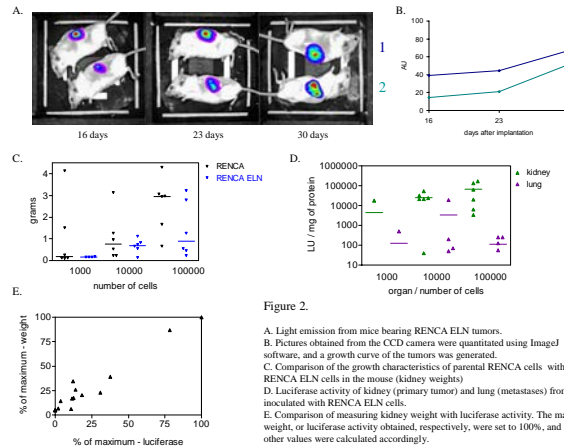 A.
1
2
16 days
23 days
30 days
B.
AU
100
80
60
40
20
0
16
23
days after implantation
C.
RENCA
RENCA ELN
grams
4
3
2
1
0
1000
10000
100000
number of cells
D.
kidney
lung
LU / mg of protein
1000000
100000
10000
1000
100
10
1000
10000
100000
organ / number of cells
E.
% of maximum - weight
100
75
50
25
0
0
25
50
75
100
% of maximum - luciferase
Figure 2.
A. Light emission from mice bearing RENCA ELN tumors.
B. Pictures obtained from the CCD camera were quantitated using ImageJ
software, and a growth curve of the tumors was generated.
C. Comparison of the growth characteristics of parental RENCA cells with
RENCA ELN cells in the mouse (kidney weights)
D. Luciferase activity of kidney (primary tumor) and lung (metastases) from
inoculated with RENCA ELN cells.
E. Comparison of measuring kidney weight with luciferase activity. The
weight, or luciferase activity obtained, respectively, were set to 100%, and
other values were calculated accordingly.